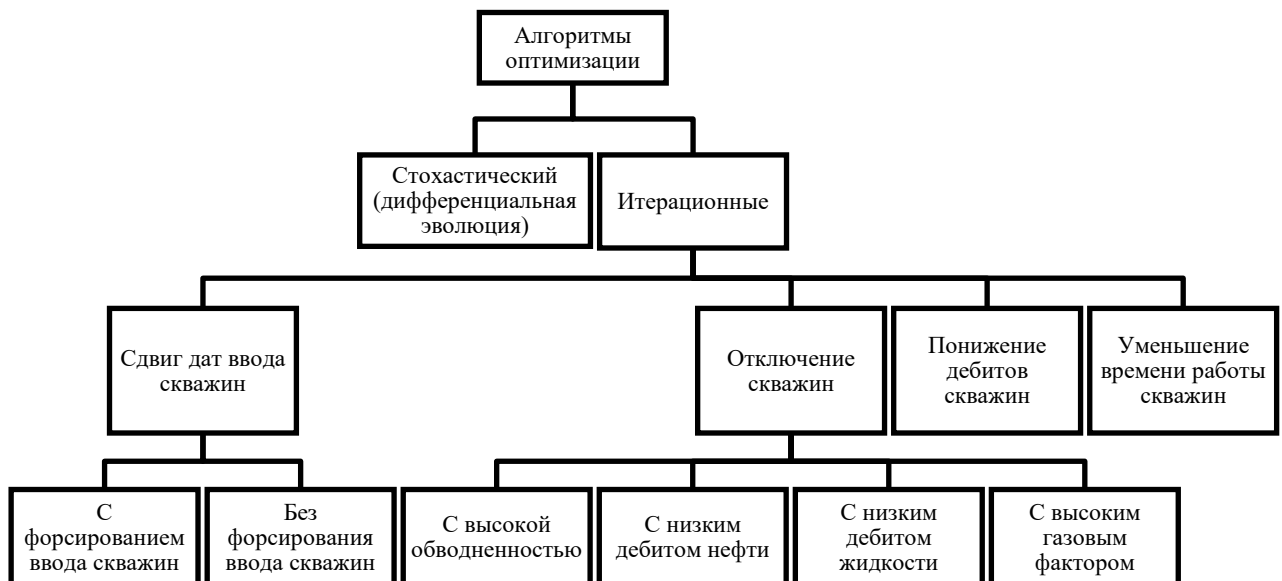 Алгоритмы
оптимизации
Стохастический
(дифференциальная
эволюция)
Итерационные
Сдвиг дат ввода
скважин
Отключение
скважин
Понижение
дебитов
скважин
Уменьшение
времени работы
скважин
С
форсированием
ввода скважин
Без
форсирования
ввода скважин
С высокой
обводненностью
С низким
дебитом нефти
С низким
дебитом
жидкости
С высоким
газовым
фактором